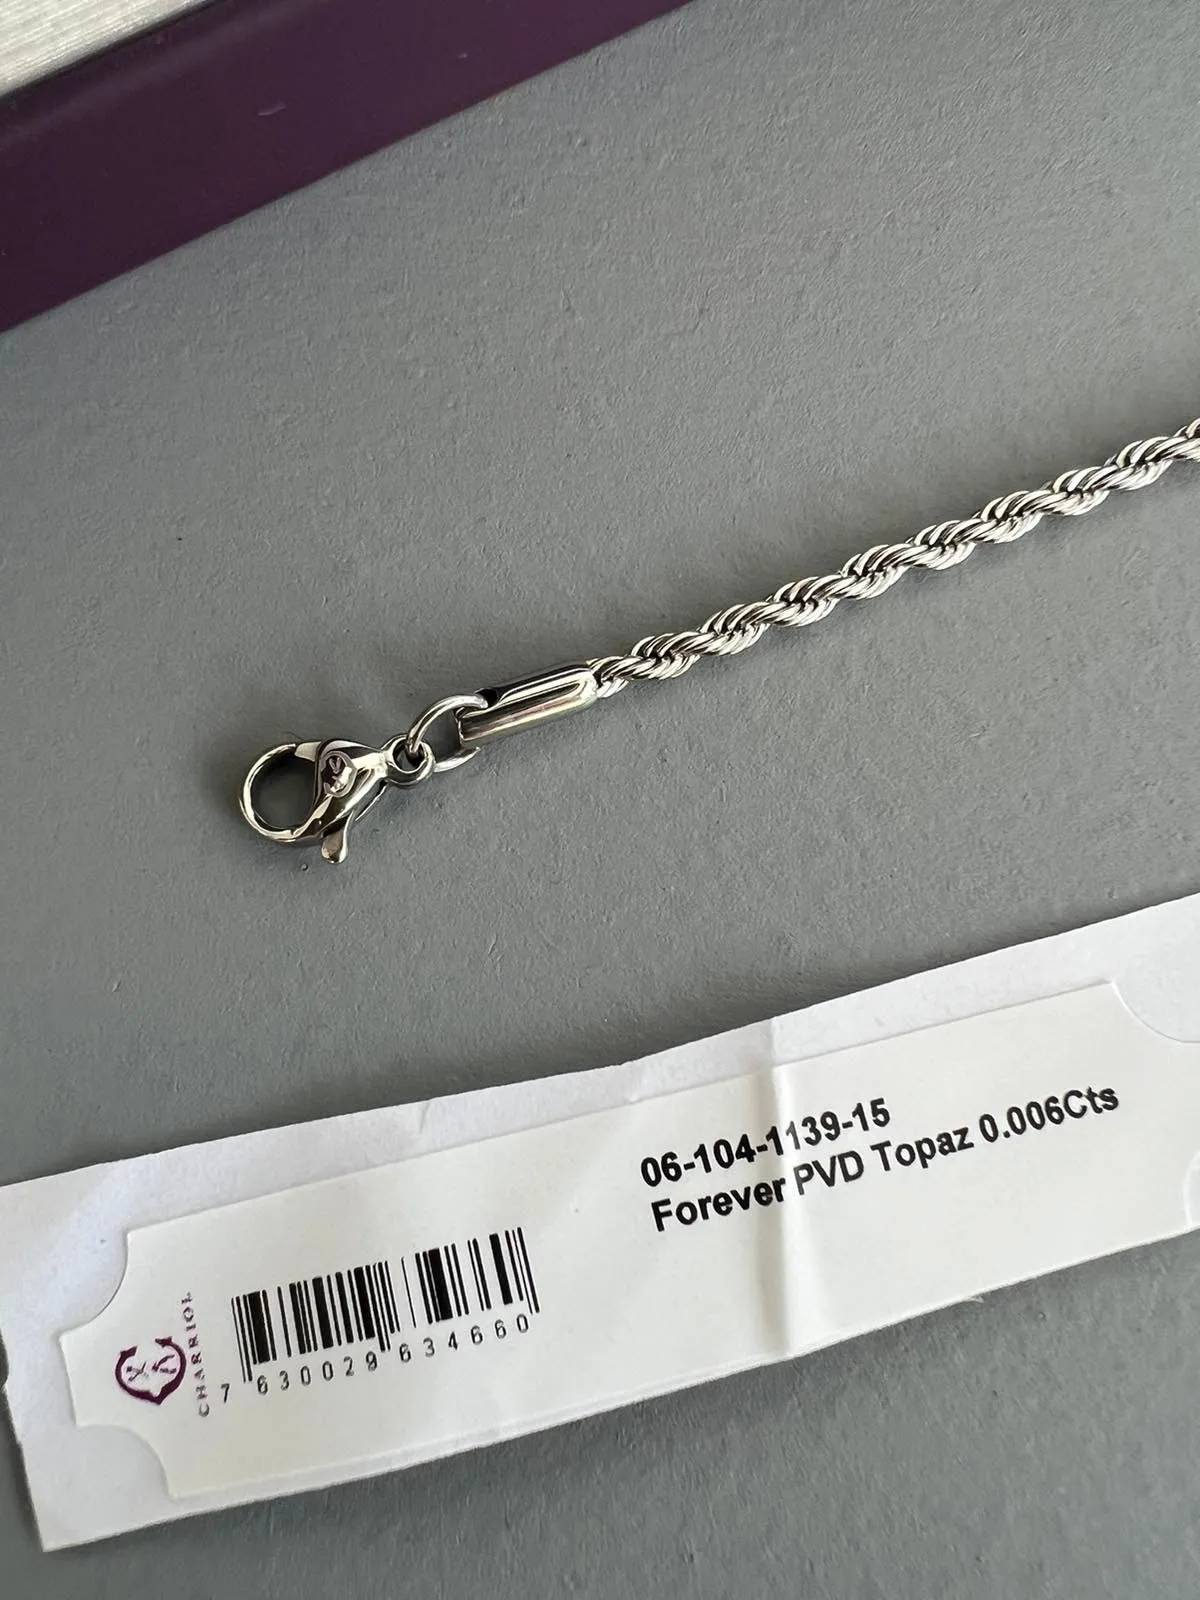 06-104-1139-15
Forever PVD Topaz 0.006Cts
CHARRIOL
7 630029 634660